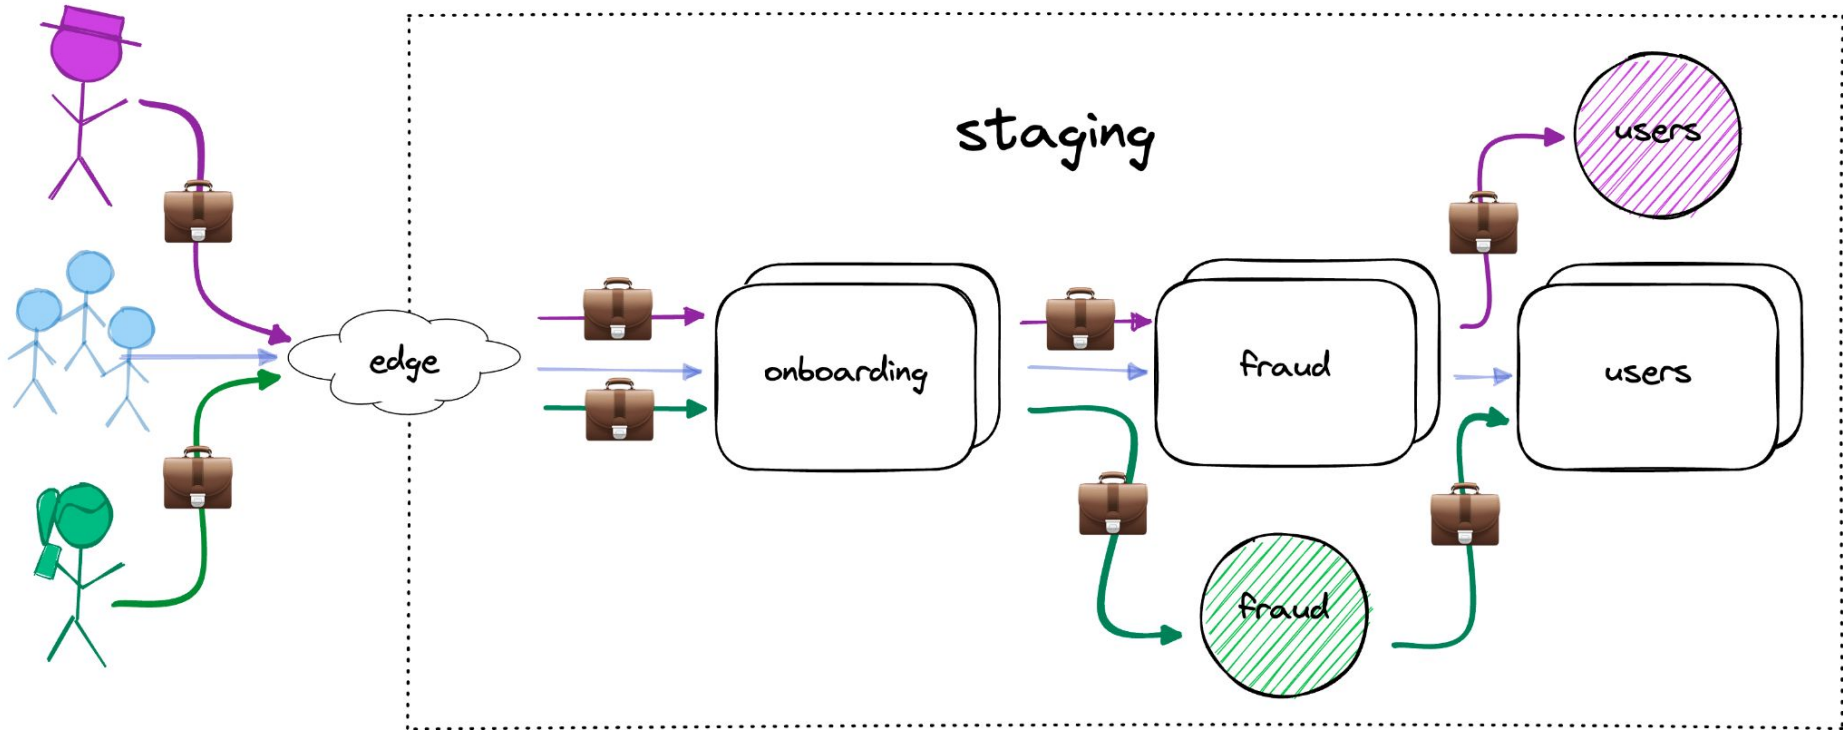 staging
users
edge
onboarding
fraud
users
fraud